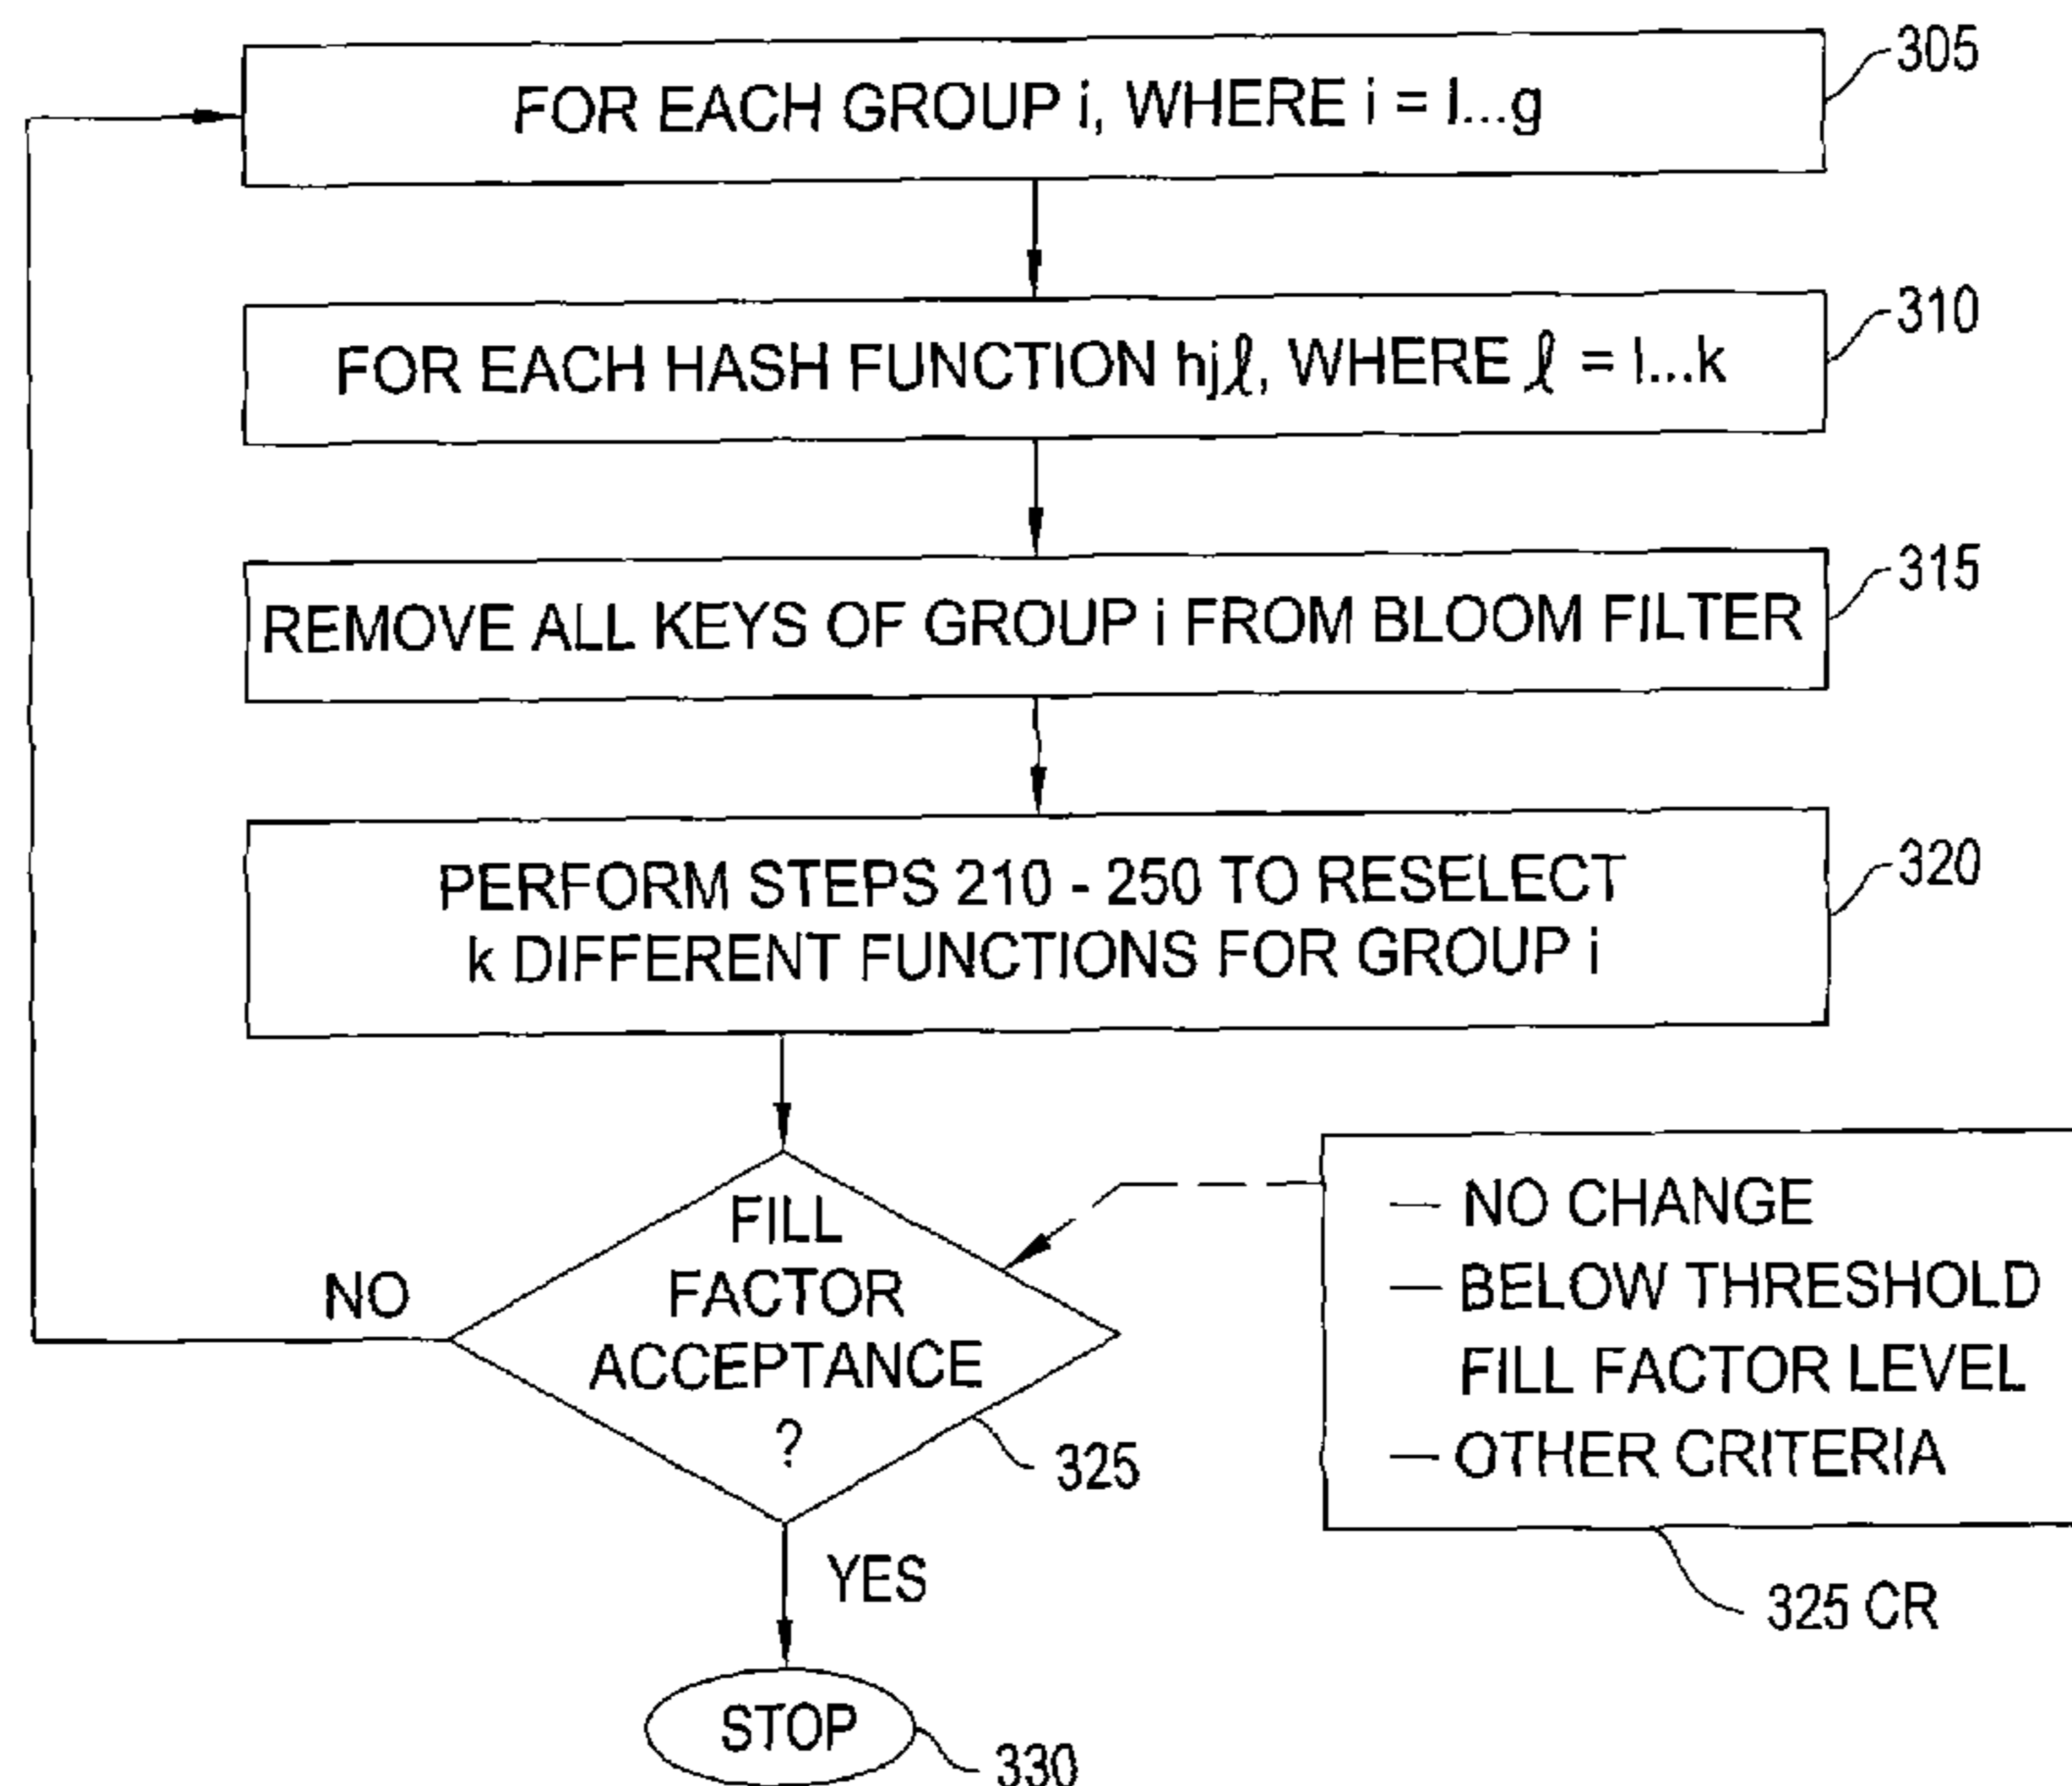 FOR EACH GROUP i, WHERE i = I...g
305
FOR EACH HASH FUNCTION hjℓ, WHERE ℓ = I...k
310
REMOVE ALL KEYS OF GROUP i FROM BLOOM FILTER
315
PERFORM STEPS 210 - 250 TO RESELECT
k DIFFERENT FUNCTIONS FOR GROUP i
320
FILL
FACTOR
ACCEPTANCE
?
325
NO
YES
— NO CHANGE
— BELOW THRESHOLD
FILL FACTOR LEVEL
— OTHER CRITERIA
325 CR
STOP
330